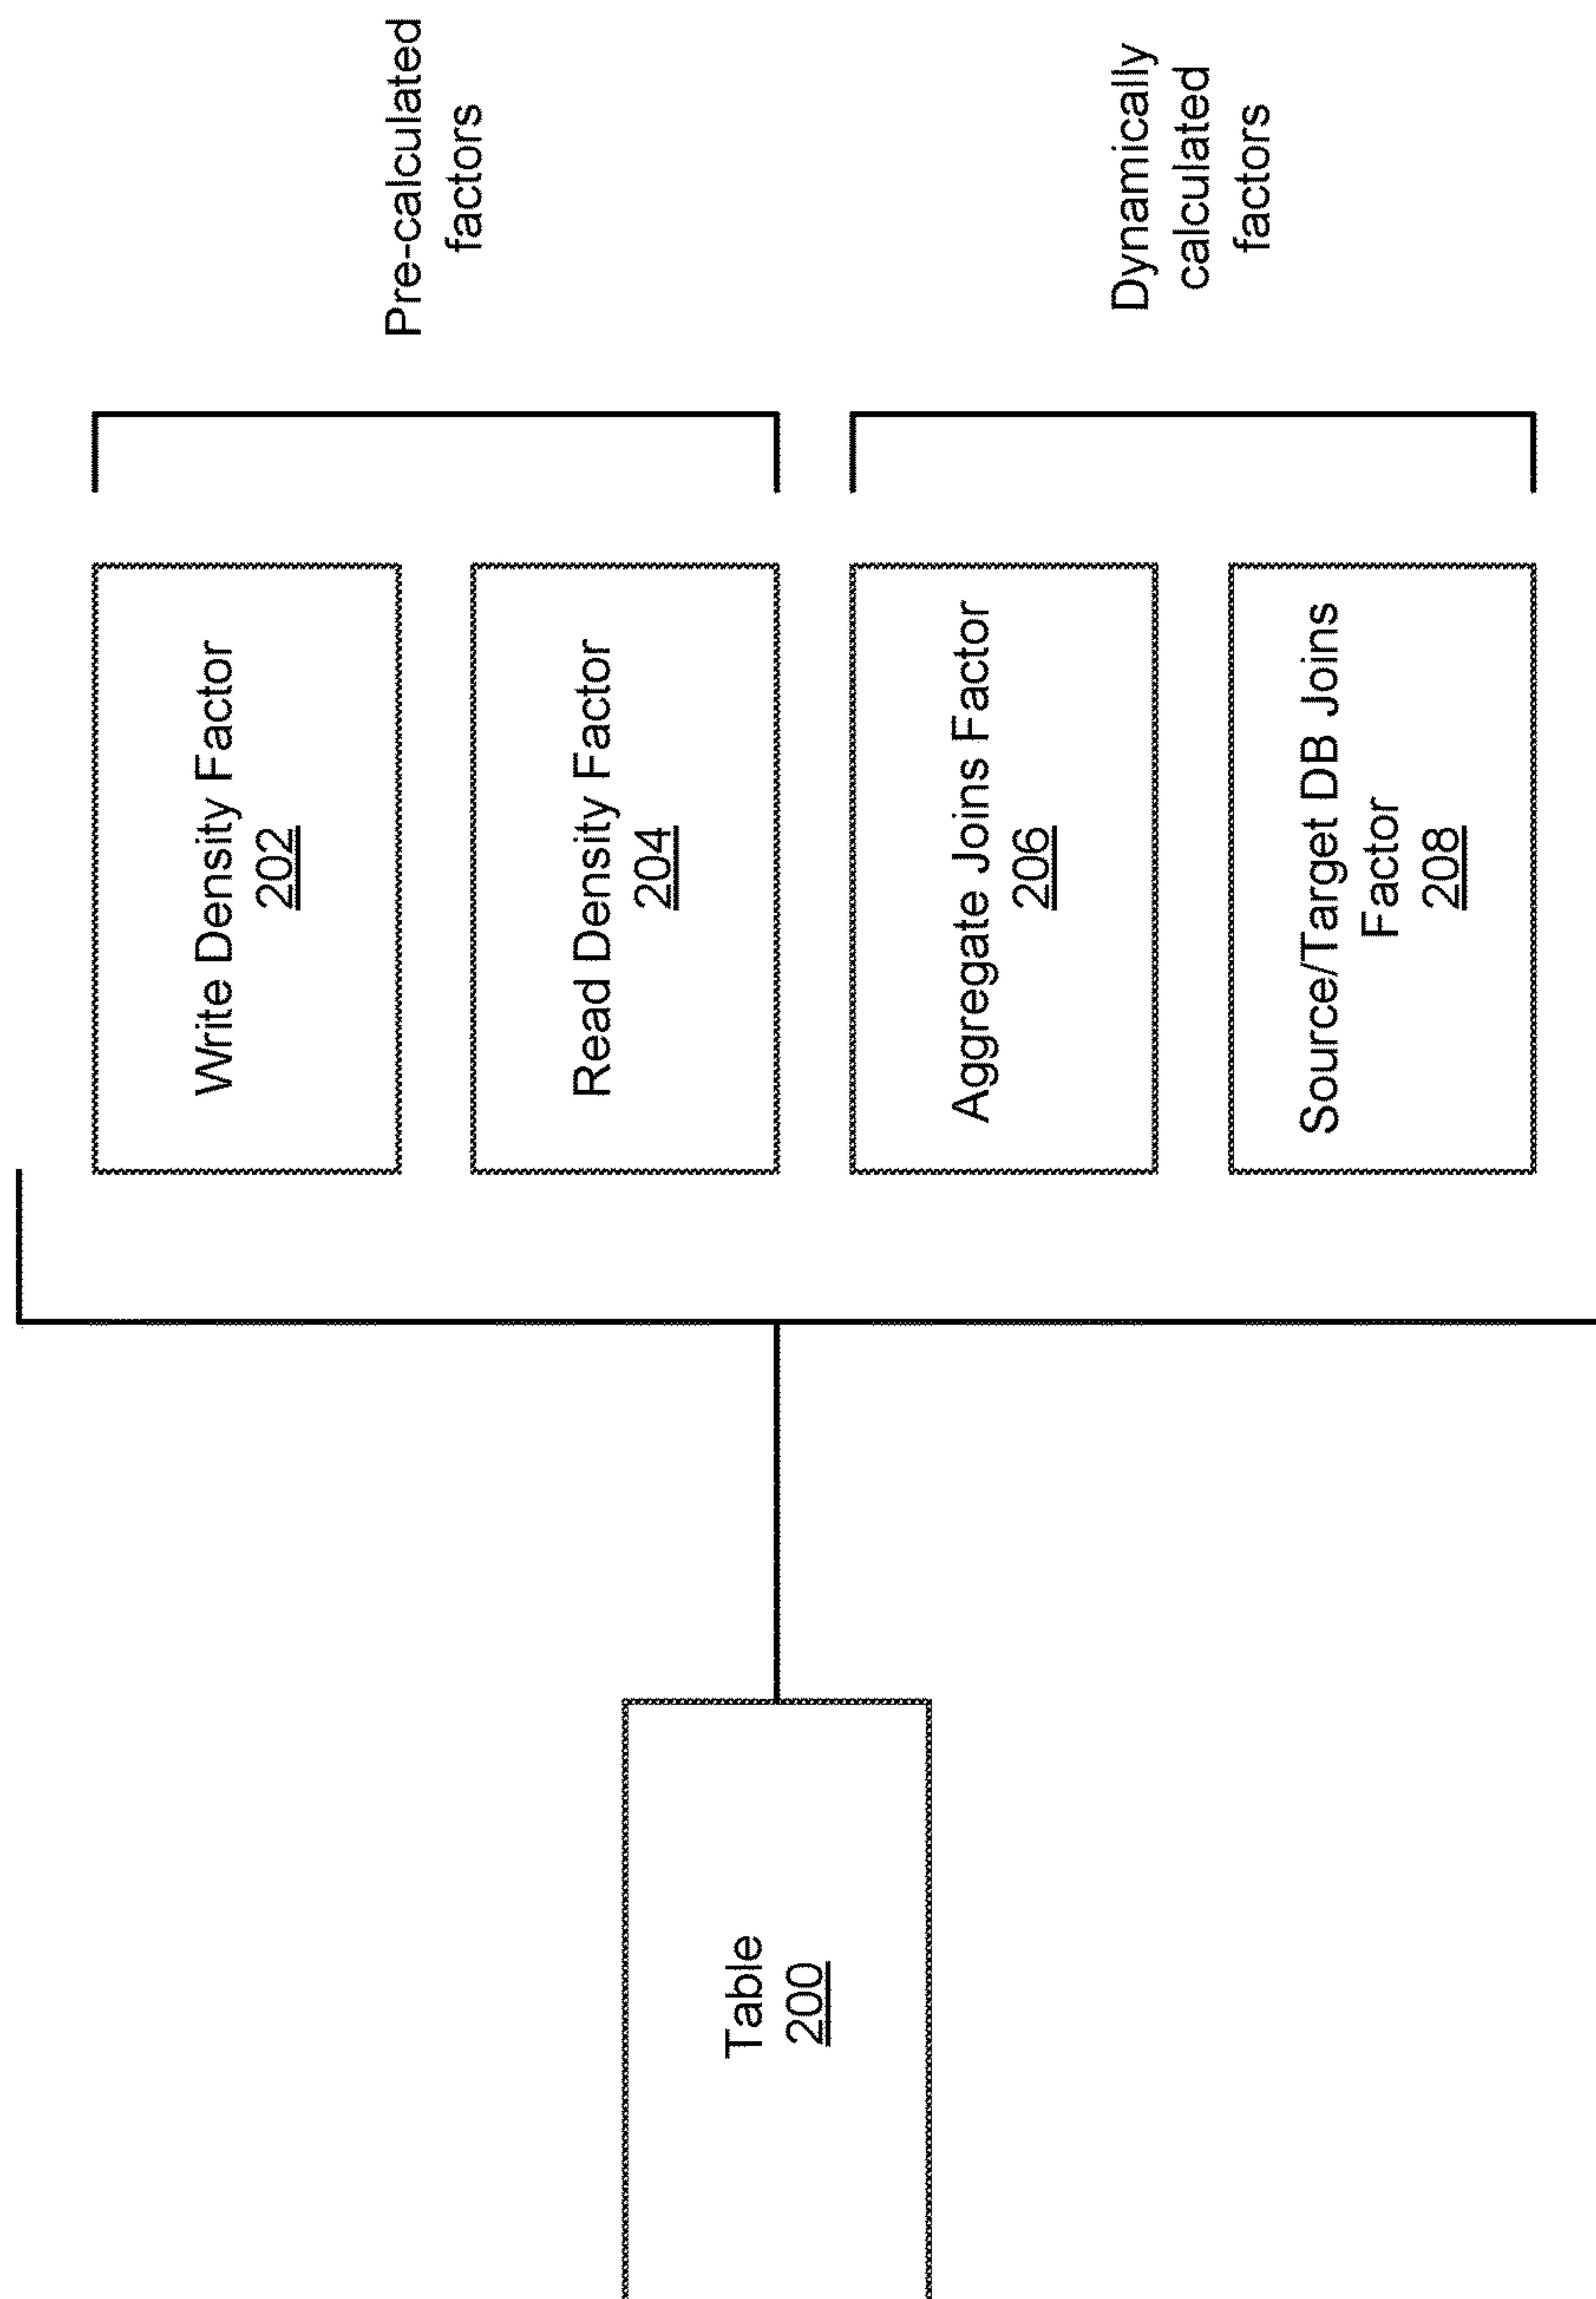 Table
200
Write Density Factor
202
Read Density Factor
204
Aggregate Joins Factor
206
Source/Target DB Joins
Factor
208
Pre-calculated
factors
Dynamically
calculated
factors